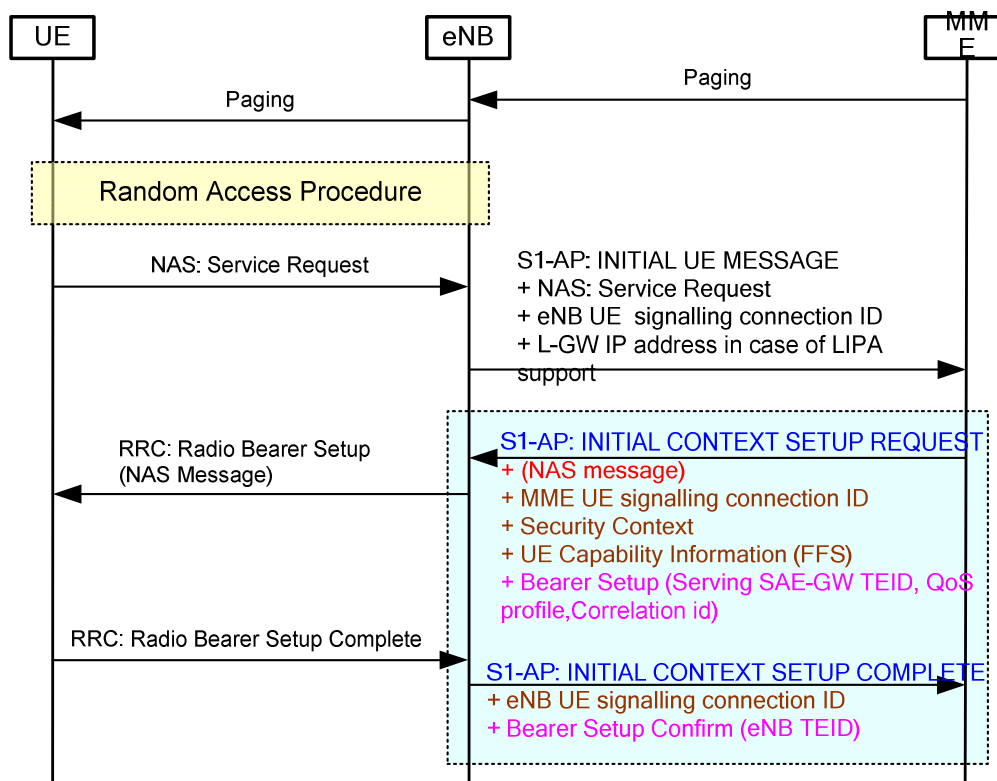 UE
eNB
MM
E
Paging
Paging
Random Access Procedure
NAS: Service Request
S1-AP: INITIAL UE MESSAGE
+ NAS: Service Request
+ eNB UE  signalling connection ID
+ L-GW IP address in case of LIPA
support
RRC: Radio Bearer Setup
(NAS Message)
S1-AP: INITIAL CONTEXT SETUP REQUEST
+ (NAS message)
+ MME UE signalling connection ID
+ Security Context
+ UE Capability Information (FFS)
+ Bearer Setup (Serving SAE-GW TEID, QoS
profile,Correlation id)
RRC: Radio Bearer Setup Complete
S1-AP: INITIAL CONTEXT SETUP COMPLETE
+ eNB UE signalling connection ID
+ Bearer Setup Confirm (eNB TEID)